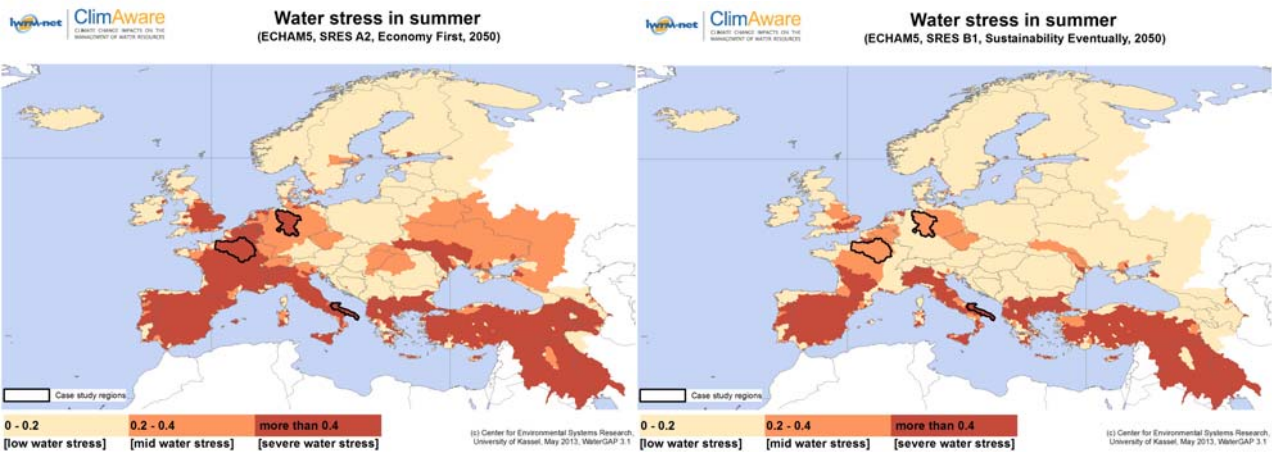 Iwrm-net
ClimAware
CLIMATE CHANGE IMPACTS ON THE
MANAGEMENT OF WATER RESOURCES
Water stress in summer
(ECHAM5, SRES A2, Economy First, 2050)
Case study regions
0 - 0.2
0.2 - 0.4
more than 0.4
[low water stress]
[mid water stress]
[severe water stress]
(c) Center for Environmental Systems Research,
University of Kassel, May 2013, WaterGAP 3.1
Iwrm-net
ClimAware
CLIMATE CHANGE IMPACTS ON THE
MANAGEMENT OF WATER RESOURCES
Water stress in summer
(ECHAM5, SRES B1, Sustainability Eventually, 2050)
Case study regions
0 - 0.2
0.2 - 0.4
more than 0.4
[low water stress]
[mid water stress]
[severe water stress]
(c) Center for Environmental Systems Research,
University of Kassel, May 2013, WaterGAP 3.1